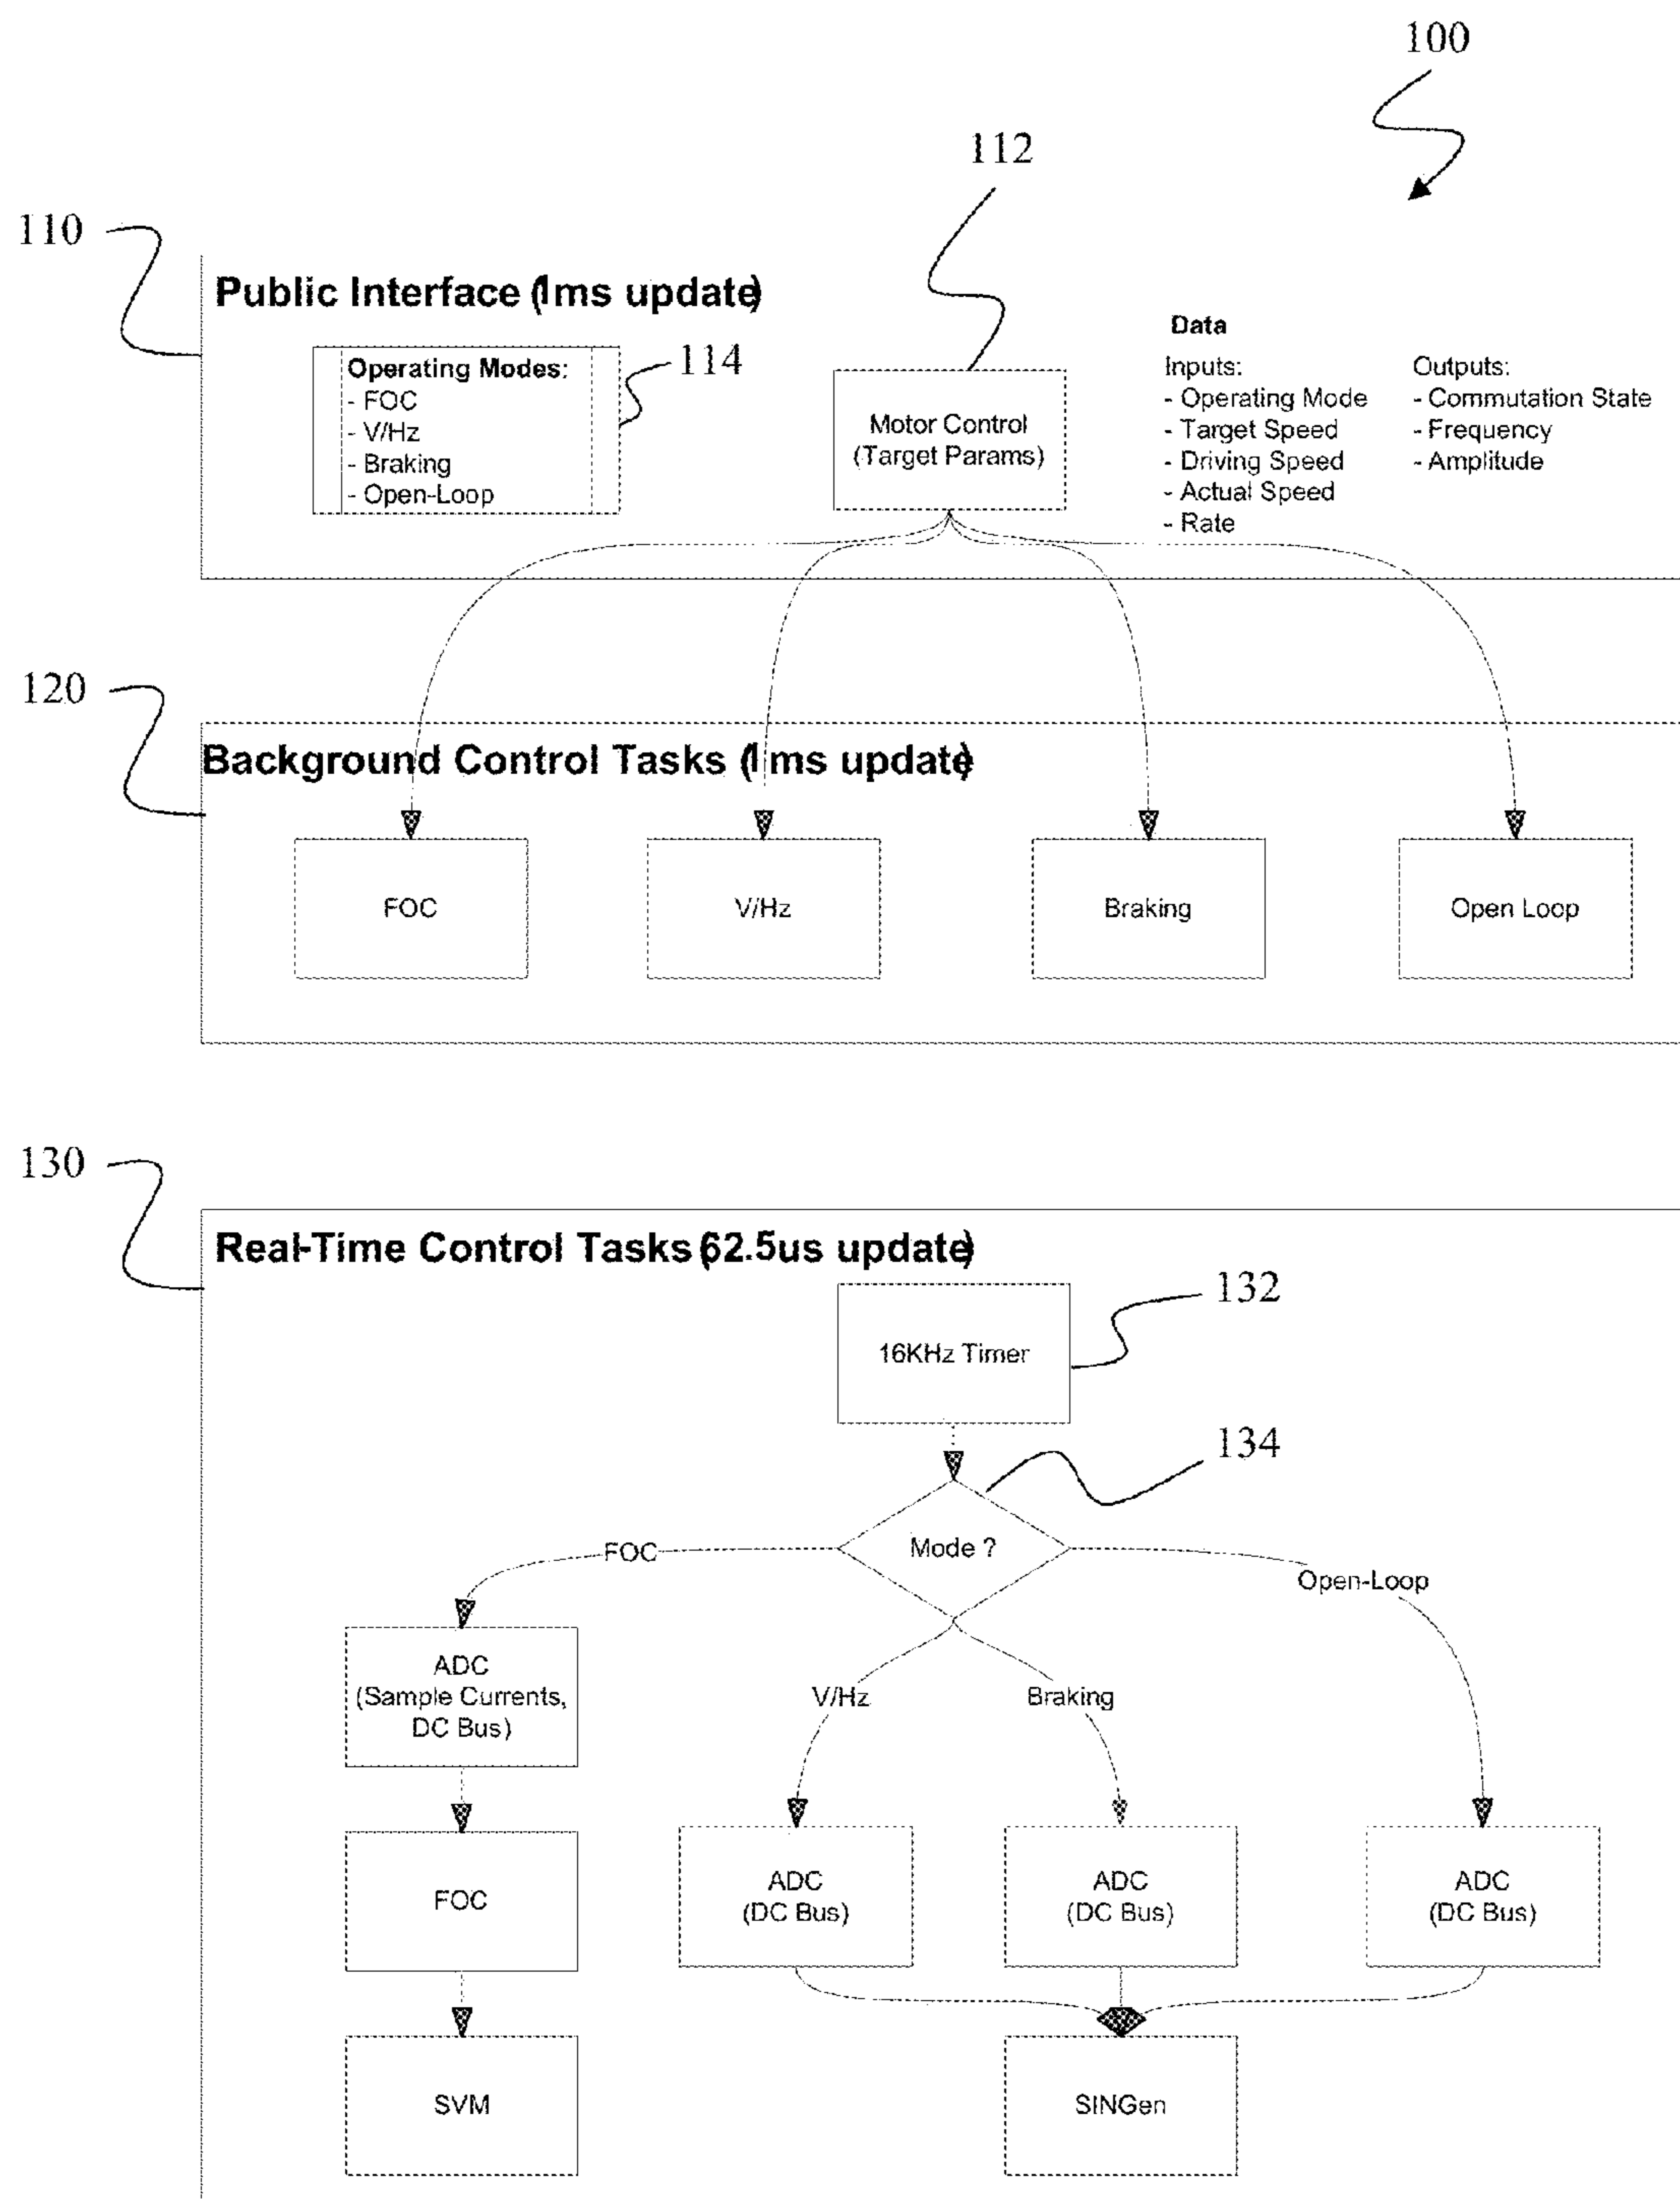 100
112
110
Public Interface (1ms update)
114
Operating Modes:
- FOC
- V/Hz
- Braking
- Open-Loop
Motor Control
(Target Params)
Data
Inputs:
- Operating Mode
- Target Speed
- Driving Speed
- Actual Speed
- Rate
Outputs:
- Commutation State
- Frequency
- Amplitude
120
Background Control Tasks (1ms update)
FOC
V/Hz
Braking
Open Loop
130
Real-Time Control Tasks (62.5us update)
132
16KHz Timer
134
Mode ?
FOC
Open-Loop
ADC
(Sample Currents,
DC Bus)
V/Hz
Braking
FOC
ADC
(DC Bus)
ADC
(DC Bus)
ADC
(DC Bus)
SVM
SINGen